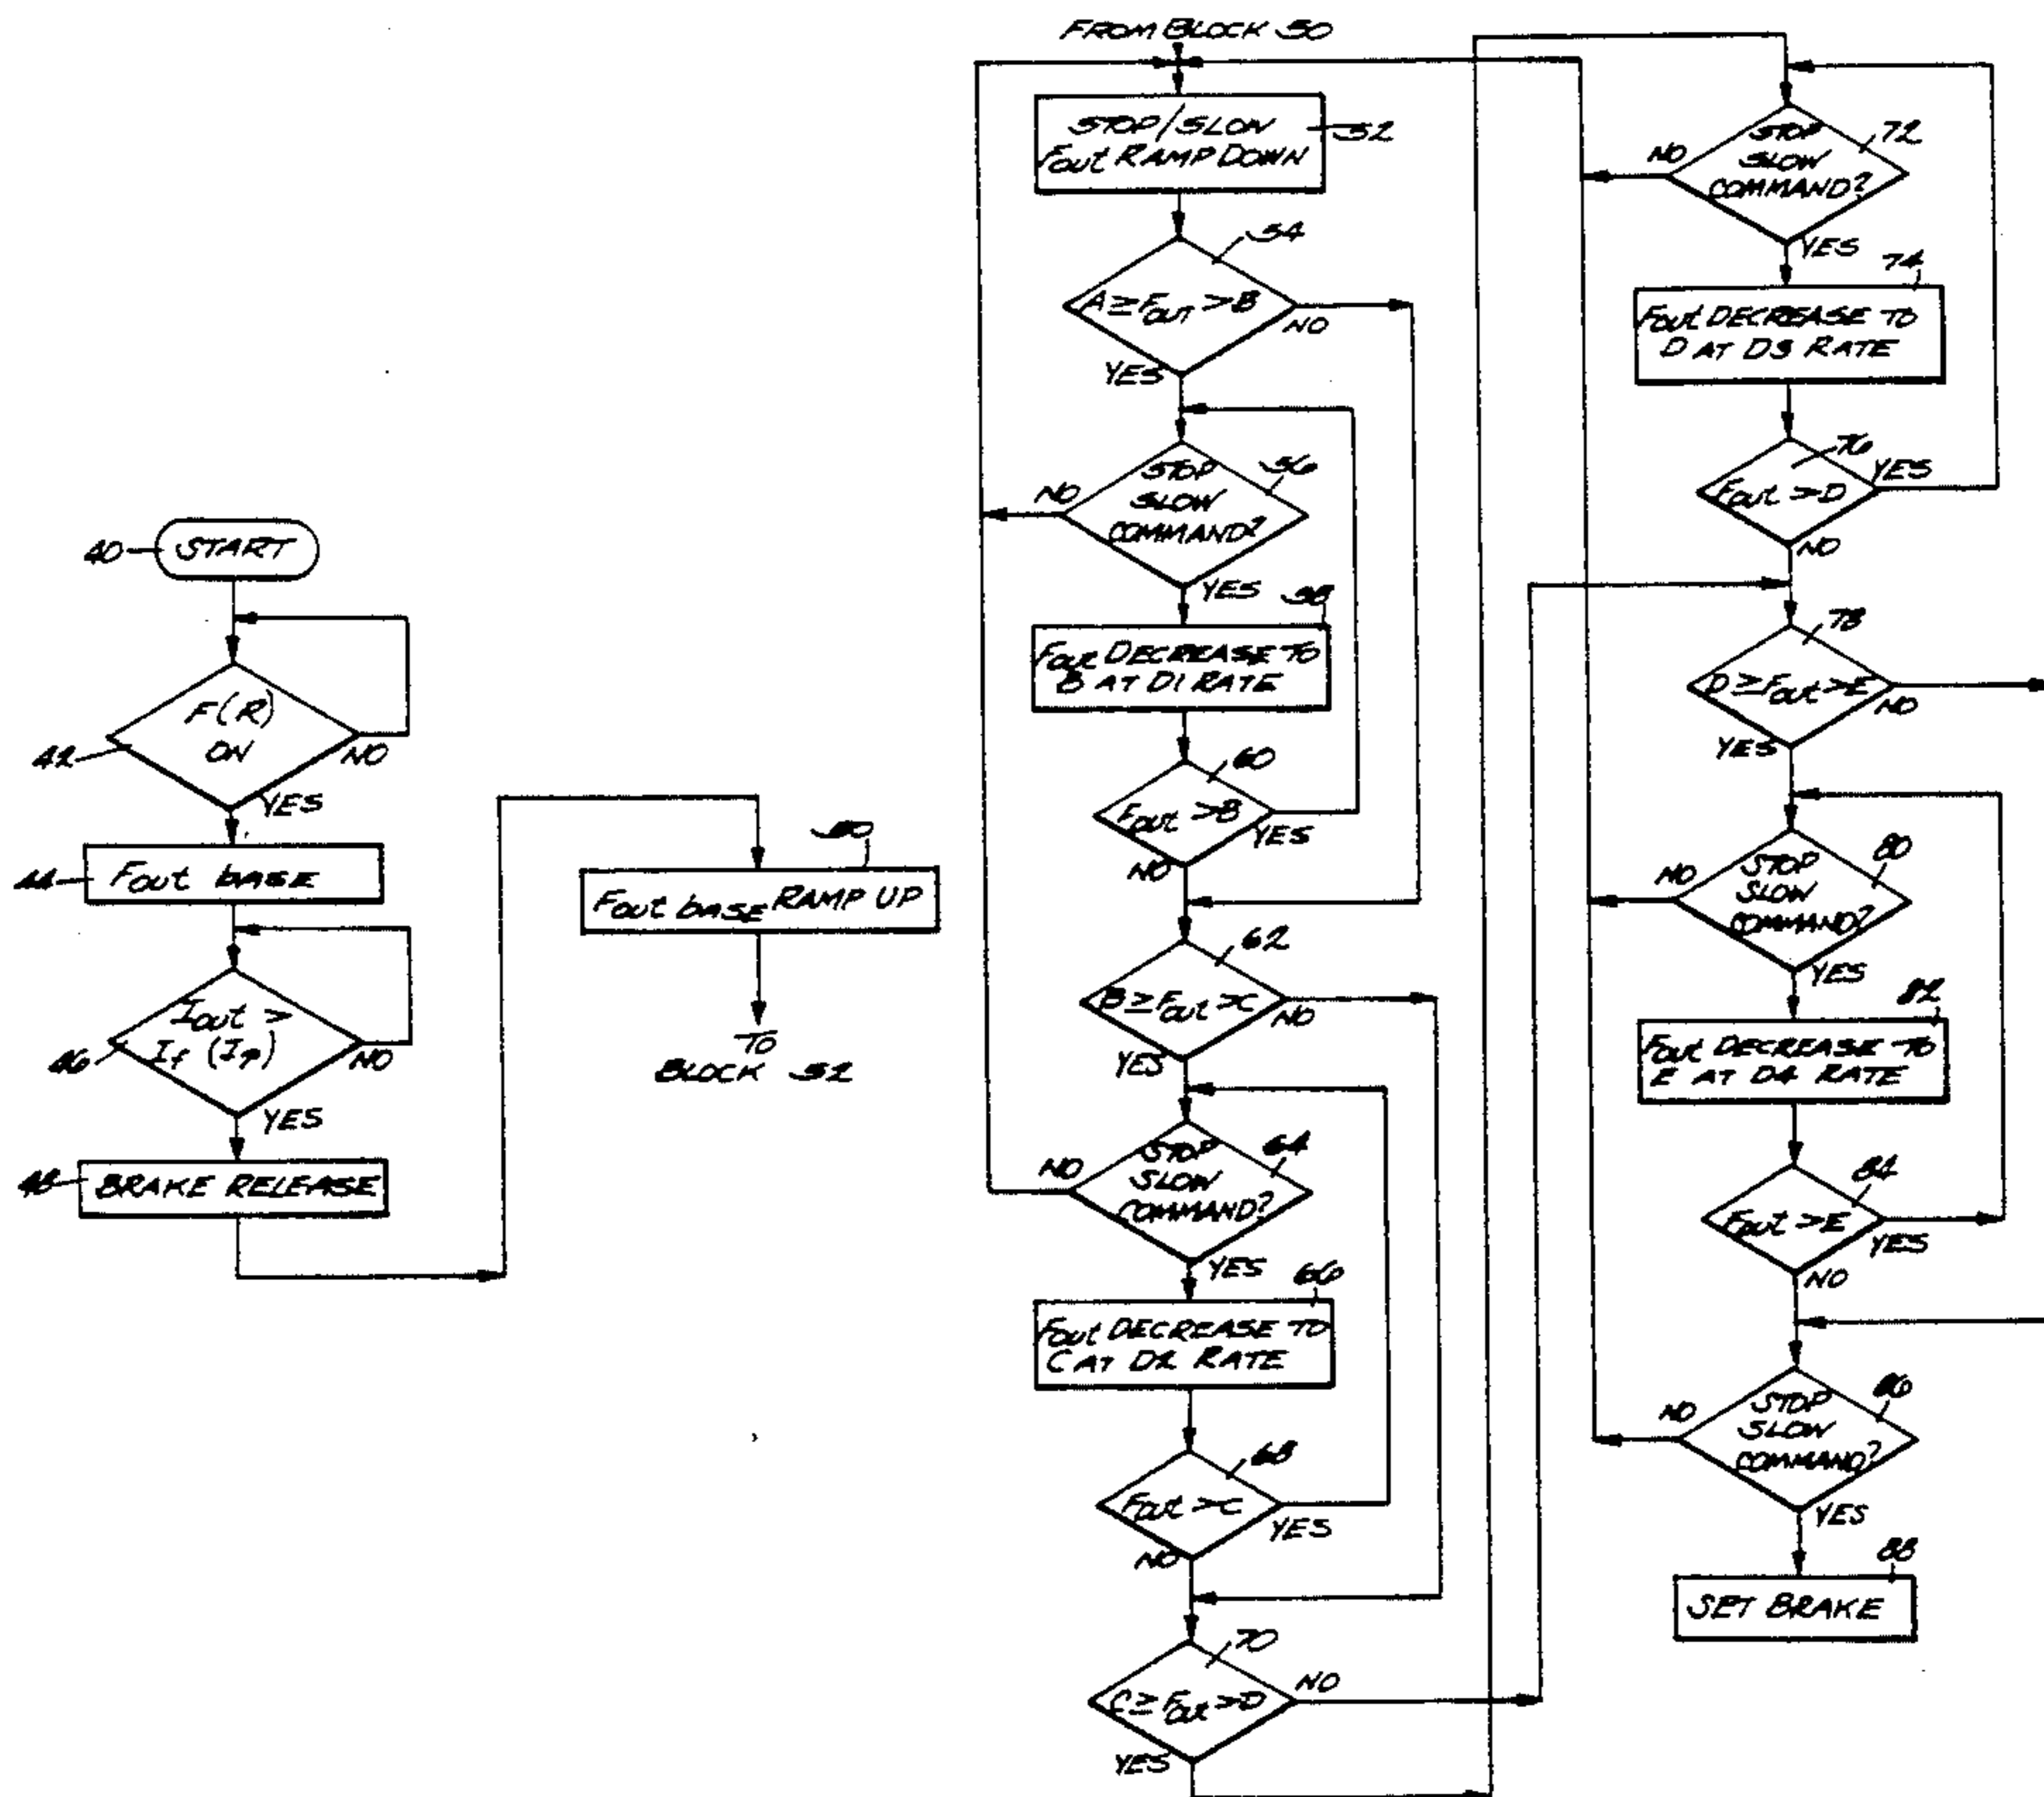 40
START
F(R)
ON
42
NO
YES
44
Fout base
Iout >
If (Ir)
46
NO
YES
48
BRAKE RELEASE
50
Fout base RAMP UP
TO
BLOCK 52
FROM BLOCK 50
STOP/SLOW
Fout RAMP DOWN
52
54
A ≥ Fout > B
NO
YES
56
STOP
SLOW
COMMAND?
NO
YES
58
Fout DECREASE TO
B AT D1 RATE
60
Fout > B
YES
NO
62
B ≥ Fout > C
NO
YES
64
STOP
SLOW
COMMAND?
NO
YES
66
Fout DECREASE TO
C AT D2 RATE
68
Fout > C
YES
NO
70
C ≥ Fout > D
NO
YES
72
STOP
SLOW
COMMAND?
NO
YES
74
Fout DECREASE TO
D AT D3 RATE
76
Fout > D
YES
NO
78
D ≥ Fout > E
NO
YES
80
STOP
SLOW
COMMAND?
NO
YES
82
Fout DECREASE TO
E AT D4 RATE
84
Fout > E
YES
NO
86
STOP
SLOW
COMMAND?
NO
YES
88
SET BRAKE